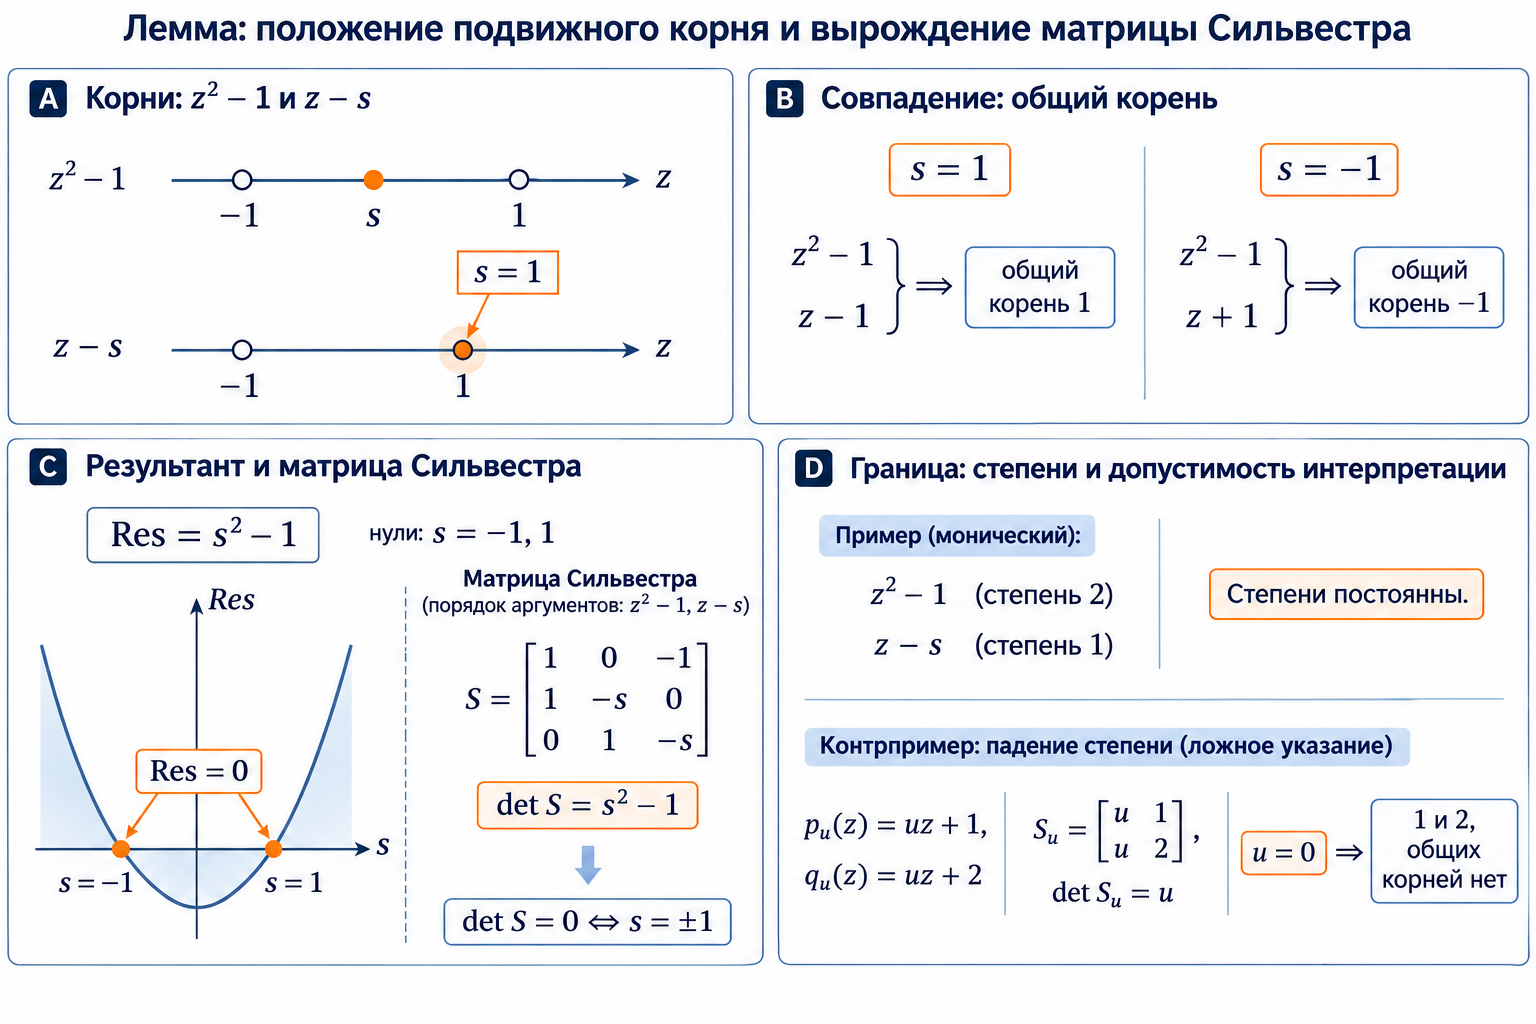 Лемма: положение подвижного корня и вырождение матрицы Сильвестра
A Корни: z² − 1 и z − s
z² − 1
z
−1 s 1
s = 1
z − s
z
−1 1
B Совпадение: общий корень
s = 1
z² − 1
z − 1
} ⟹
общий
корень 1
s = −1
z² − 1
z + 1
} ⟹
общий
корень −1
C Результант и матрица Сильвестра
Res = s² − 1
нули: s = −1, 1
Res
Res = 0
s
s = −1
s = 1
Матрица Сильвестра
(порядок аргументов: z² − 1, z − s)
S =
1 0 −1
1 −s 0
0 1 −s
det S = s² − 1
det S = 0 ⇔ s = ±1
D Граница: степени и допустимость интерпретации
Пример (монический):
z² − 1 (степень 2)
z − s (степень 1)
Степени постоянны.
Контрпример: падение степени (ложное указание)
pᵤ(z) = uz + 1,
qᵤ(z) = uz + 2
Sᵤ = [u 1
u 2],
det Sᵤ = u
u = 0 ⇒
1 и 2,
общих
корней нет